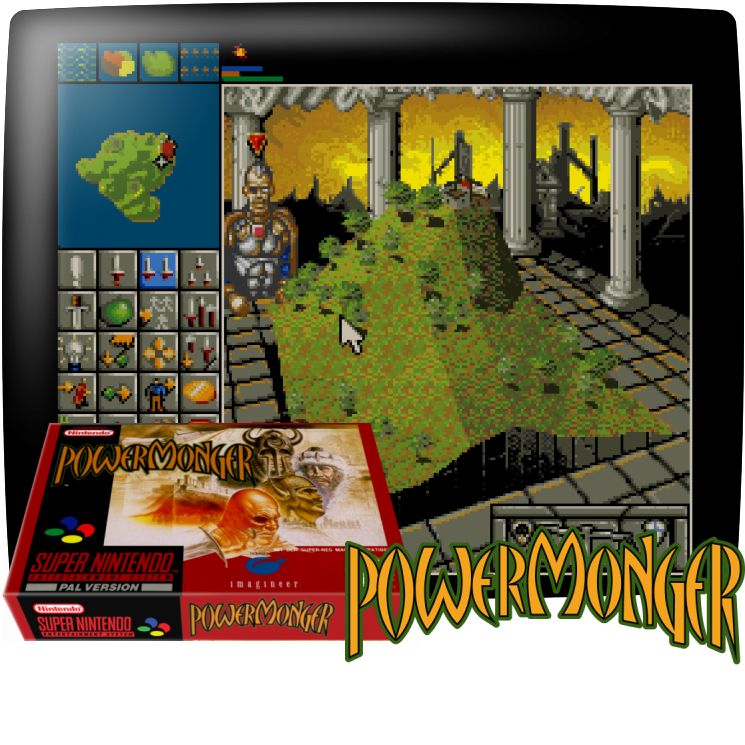 Nintendo
POWERMONGER
SUPER NINTENDO
ENTERTAINMENT SYSTEM
PAL VERSION
imagineer
Nintendo
SUPER NINTENDO
ENTERTAINMENT SYSTEM
POWERMONGER
POWERMONGER